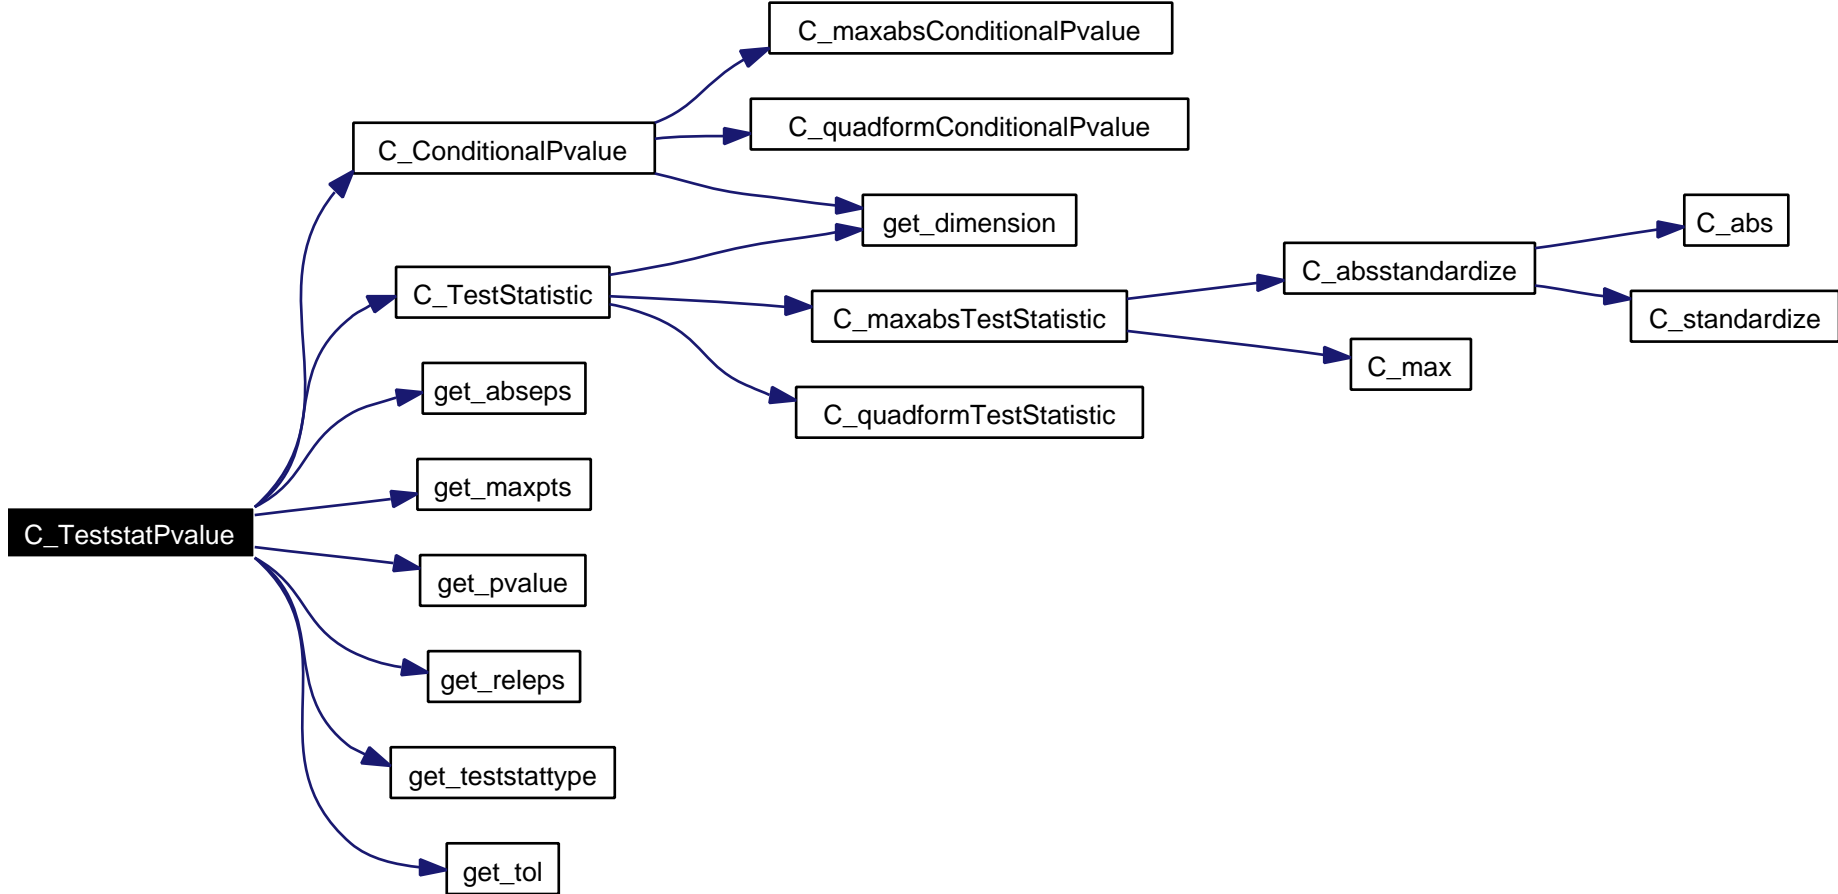 C_maxabsConditionalPvalue
C_quadformConditionalPvalue
C_ConditionalPvalue
get_dimension
C_abs
C_absstandardize
C_TestStatistic
C_maxabsTestStatistic
C_standardize
C_max
get_abseps
C_quadformTestStatistic
get_maxpts
C_TeststatPvalue
get_pvalue
get_releps
get_teststattype
get_tol